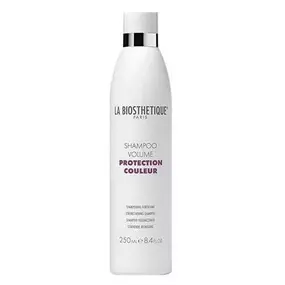 LA BIOSTHETIQUE
PARIS
SHAMPOO
VOLUME
PROTECTION
COULEUR
250 mL e 8.4 fl.oz.